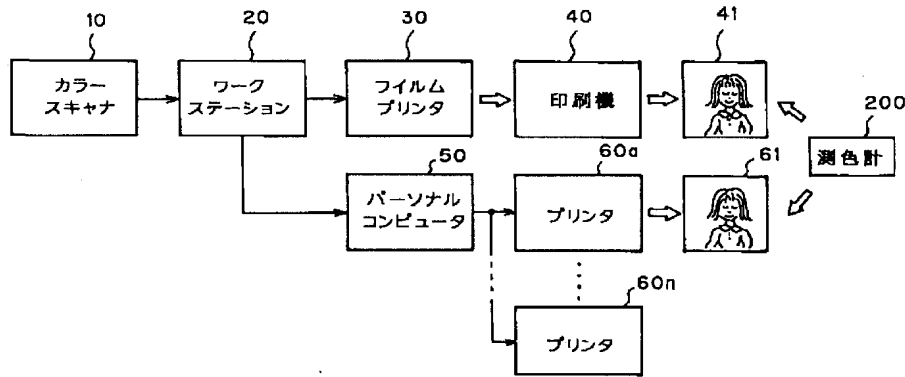 10
20
30
40
41
カラー
スキャナ
ワーク
ステーション
フイルム
プリンタ
印刷機
200
測色計
50
60a
61
パーソナル
コンピュータ
プリンタ
60n
プリンタ